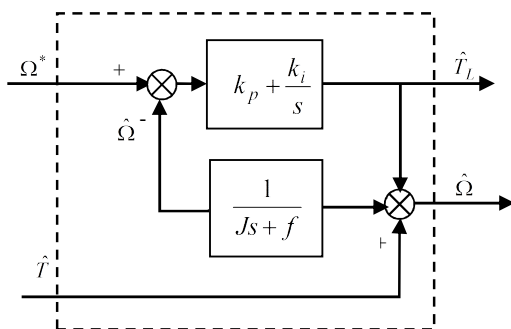 Ω* + k_p + k_i/s T̂_L
Ω̂ -
1/(Js + f) Ω̂
+
T̂